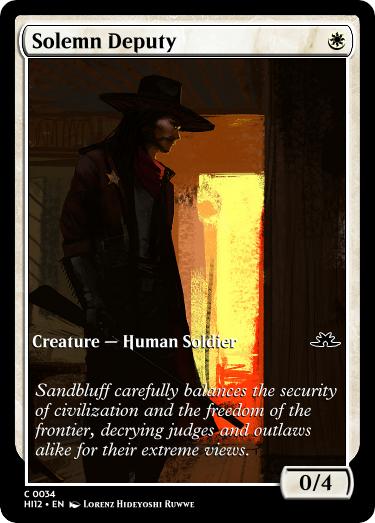 Solemn Deputy
Creature — Human Soldier
Sandbluff carefully balances the security
of civilization and the freedom of the
frontier, decrying judges and outlaws
alike for their extreme views.
0/4
C 0034
HI12 • EN Lorenz Hideyoshi Ruwwe